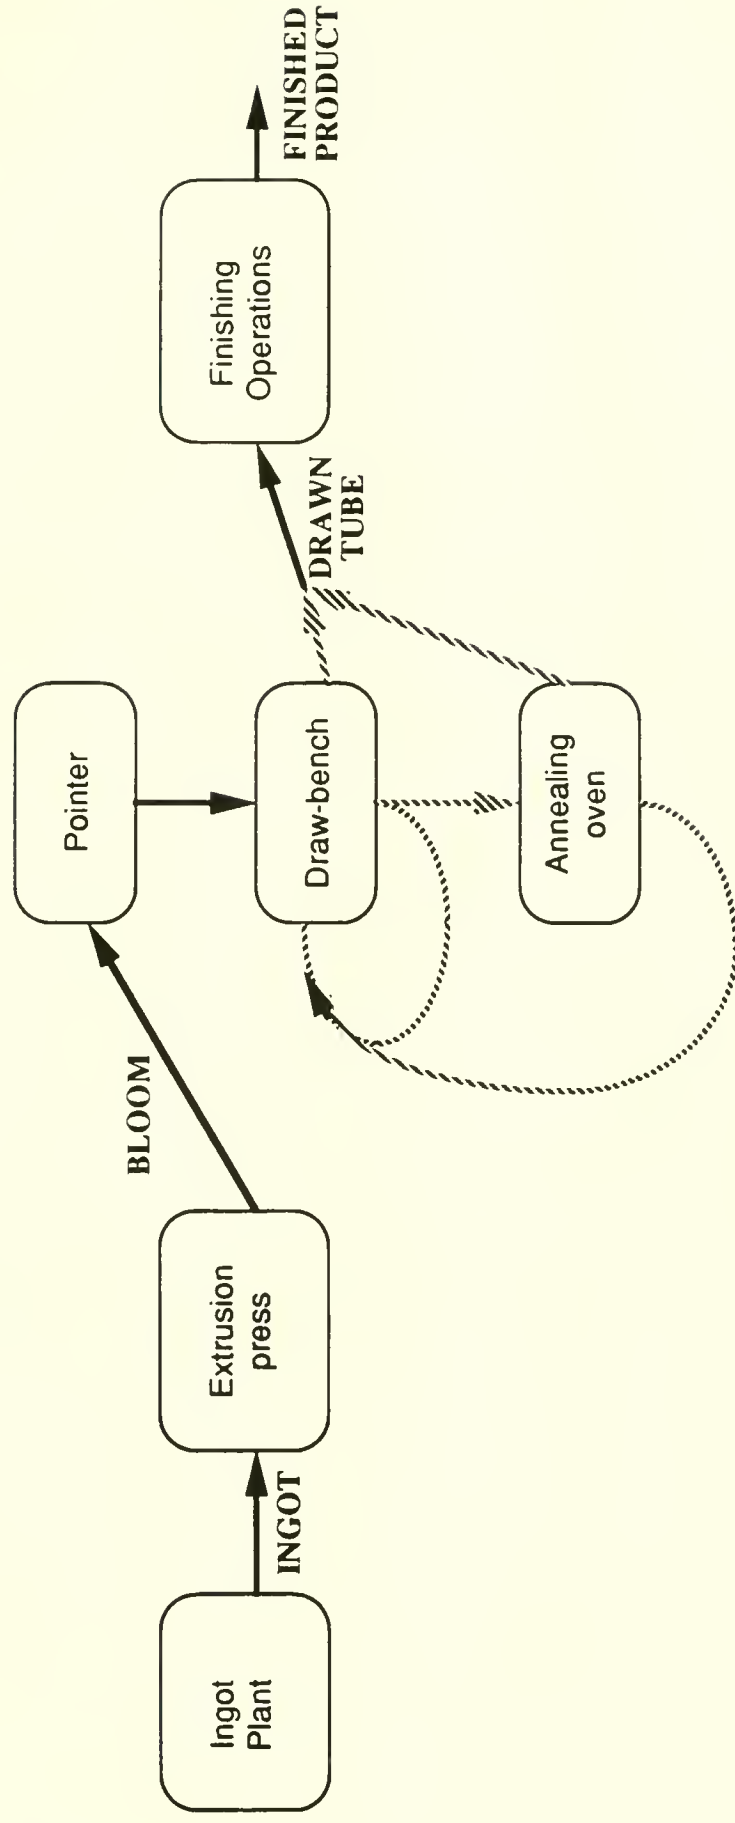 Ingot
Plant
INGOT
Extrusion
press
BLOOM
Pointer
Draw-bench
Annealing
oven
DRAWN
TUBE
Finishing
Operations
FINISHED
PRODUCT